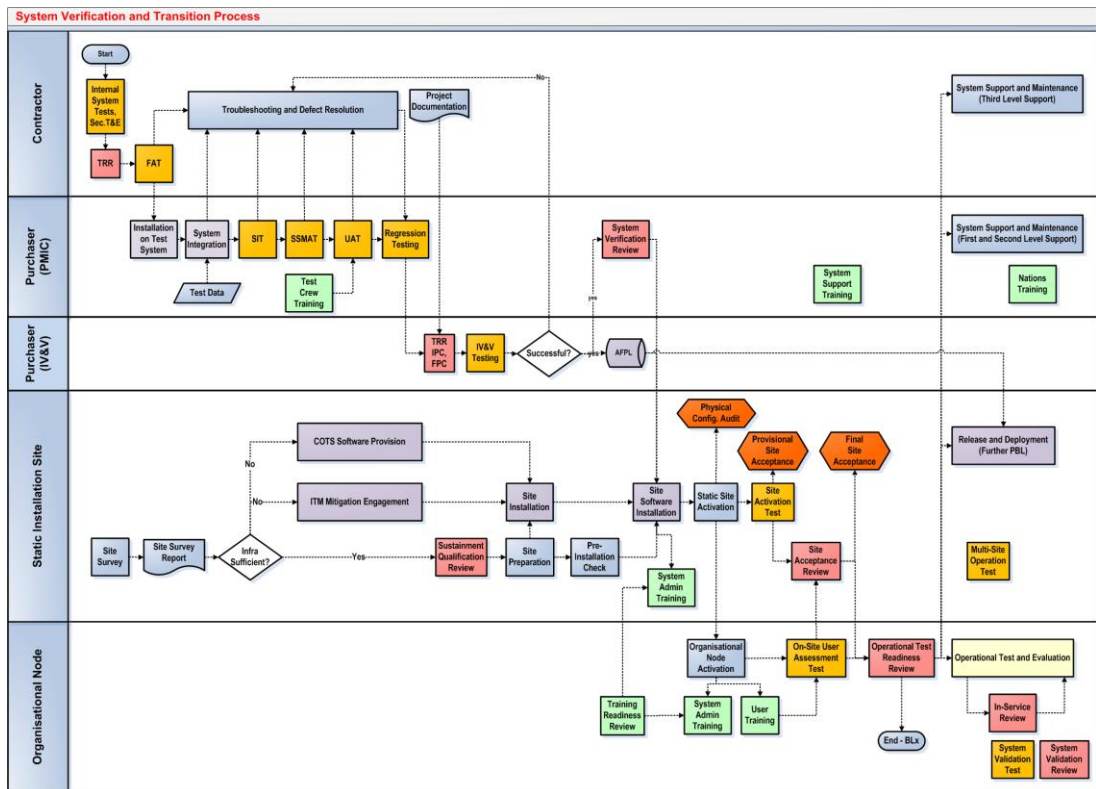 System Verification and Transition Process
Contractor
Start
Internal
System
Tests,
Sec.T&E
TRR
FAT
Troubleshooting and Defect Resolution
Project
Documentation
No
System Support and Maintenance
(Third Level Support)
Purchaser
(PMIC)
Installation
on Test
System
System
Integration
SIT
SSMAT
UAT
Regression
Testing
Test Data
Test
Crew
Training
System
Verification
Review
yes
System
Support
Training
System Support and Maintenance
(First and Second Level Support)
Nations
Training
Purchaser
(IV&V)
TRR
IPC,
FPC
IV&V
Testing
Successful?
yes
AFPL
Static Installation Site
Site
Survey
Site Survey
Report
Infra
Sufficient?
No
No
Yes
COTS Software Provision
ITM Mitigation Engagement
Sustainment
Qualification
Review
Site
Installation
Site
Preparation
Pre-
Installation
Check
Site
Software
Installation
System
Admin
Training
Physical
Config. Audit
Static Site
Activation
Provisional
Site
Acceptance
Site
Activation
Test
Site
Acceptance
Review
Final
Site
Acceptance
Release and Deployment
(Further PBL)
Multi-Site
Operation
Test
Organisational Node
Training
Readiness
Review
Organisational
Node
Activation
System
Admin
Training
User
Training
On-Site User
Assessment
Test
Operational Test
Readiness
Review
End - BLx
Operational Test and Evaluation
In-Service
Review
System
Validation
Test
System
Validation
Review